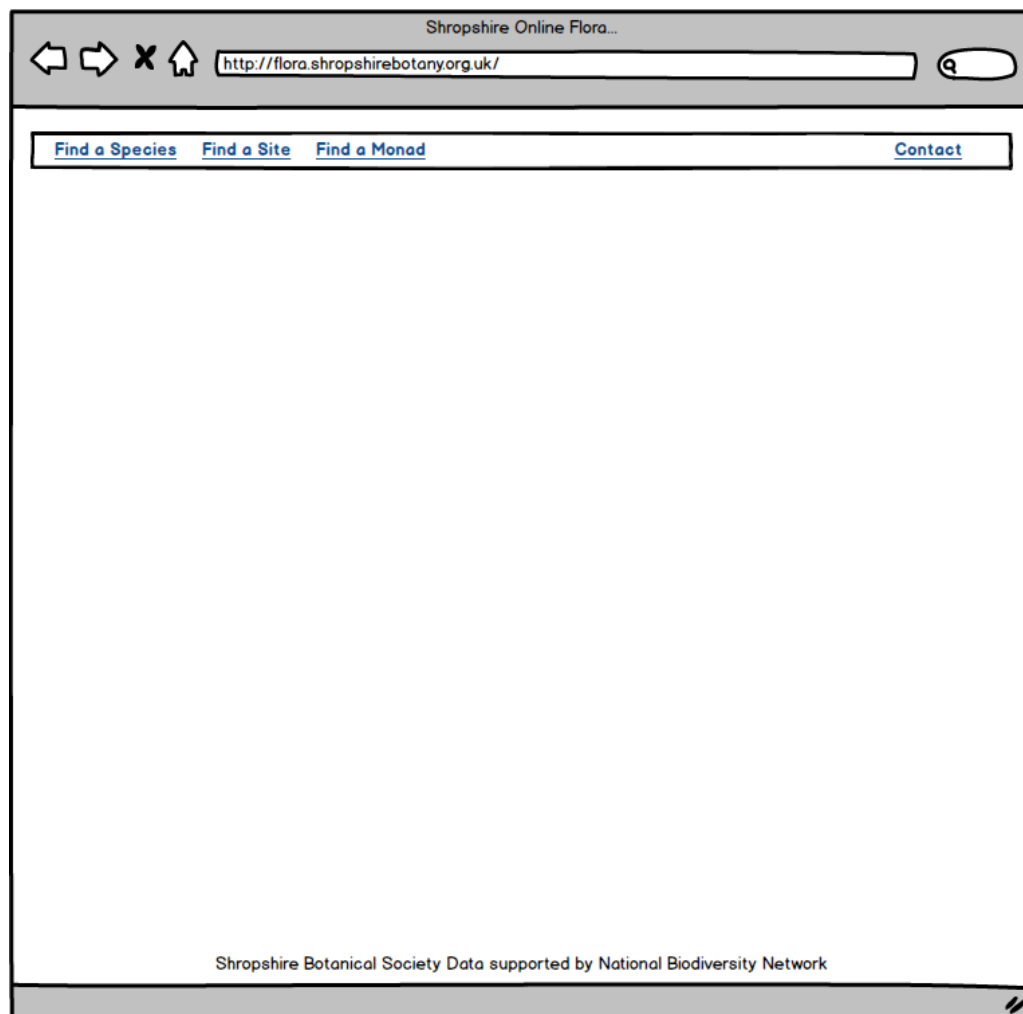 Shropshire Online Flora...
http://flora.shropshirebotany.org.uk/
Find a Species Find a Site Find a Monad Contact
Shropshire Botanical Society Data supported by National Biodiversity Network